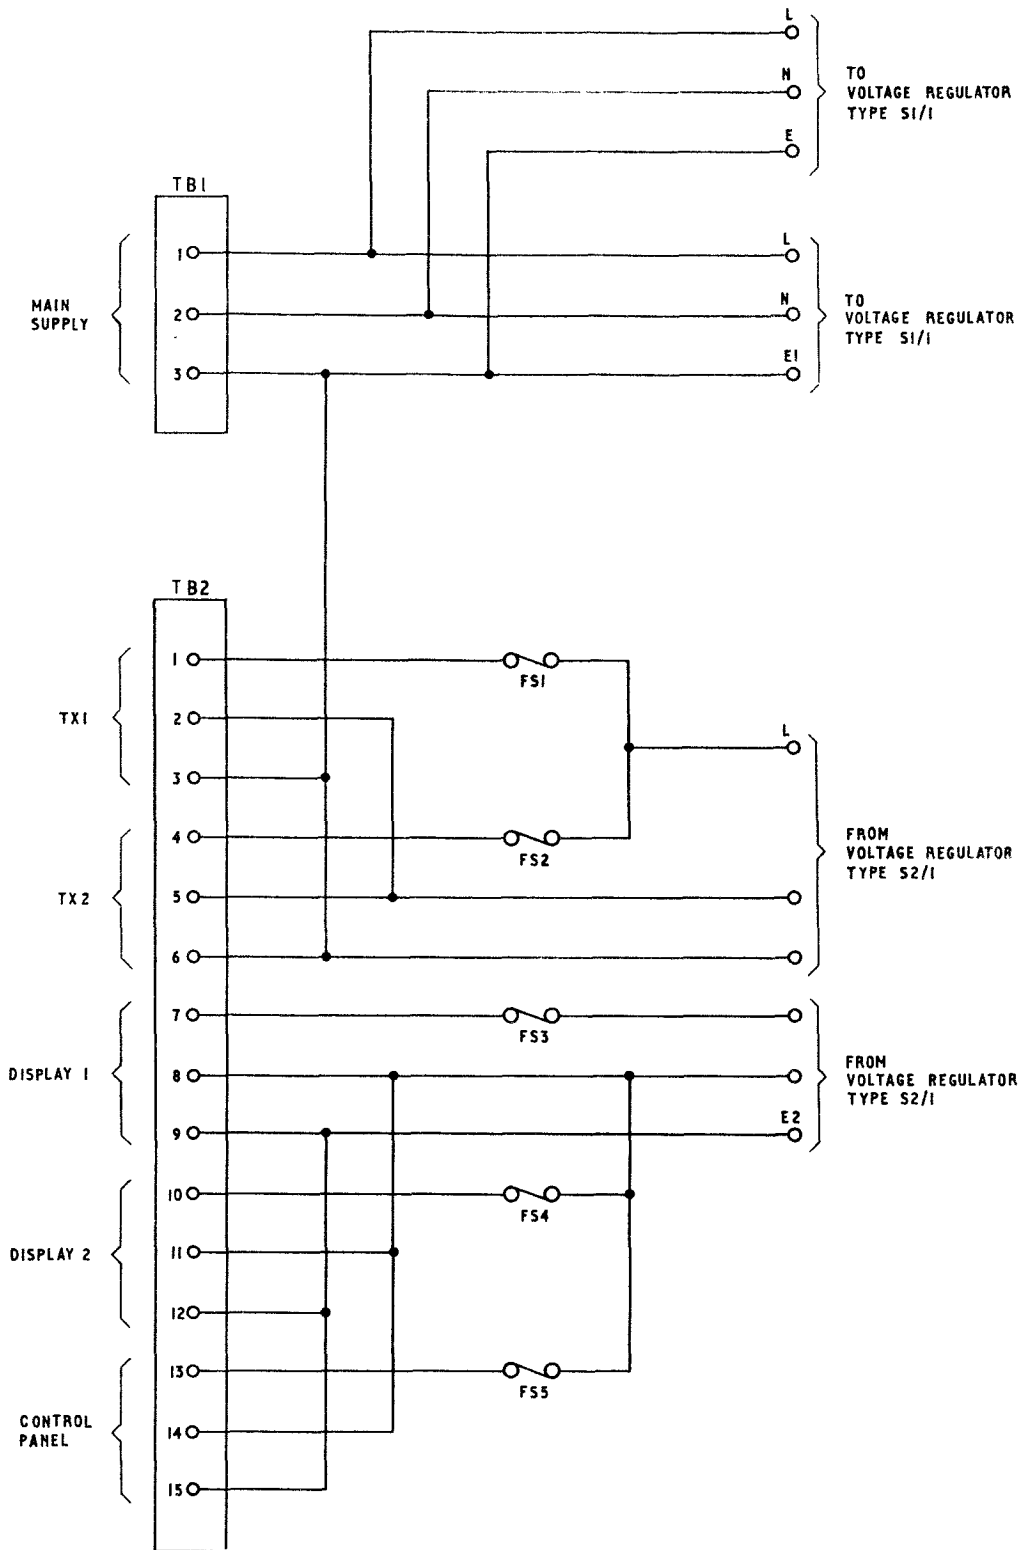 L
N
E
TO
VOLTAGE REGULATOR
TYPE S1/1
TB1
MAIN
SUPPLY
1
2
3
L
N
E1
TO
VOLTAGE REGULATOR
TYPE S1/1
TB2
TX1
1
2
3
FS1
L
TX2
4
5
6
FS2
FROM
VOLTAGE REGULATOR
TYPE S2/1
DISPLAY 1
7
8
9
FS3
E2
FROM
VOLTAGE REGULATOR
TYPE S2/1
DISPLAY 2
10
11
12
FS4
CONTROL
PANEL
13
14
15
FS5